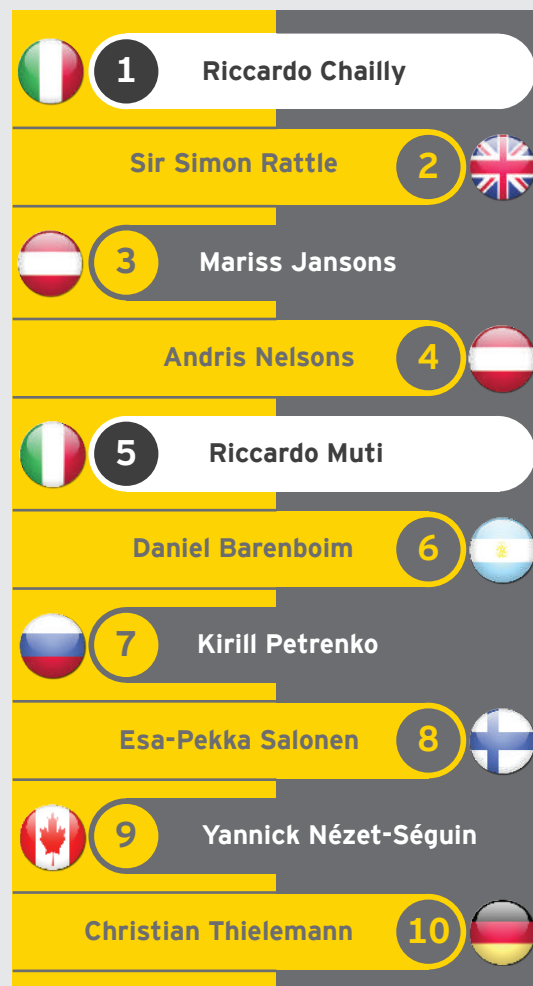 1 Riccardo Chailly
Sir Simon Rattle 2
3 Mariss Jansons
Andris Nelsons 4
5 Riccardo Muti
Daniel Barenboim 6
7 Kirill Petrenko
Esa-Pekka Salonen 8
9 Yannick Nézet-Séguin
Christian Thielemann 10